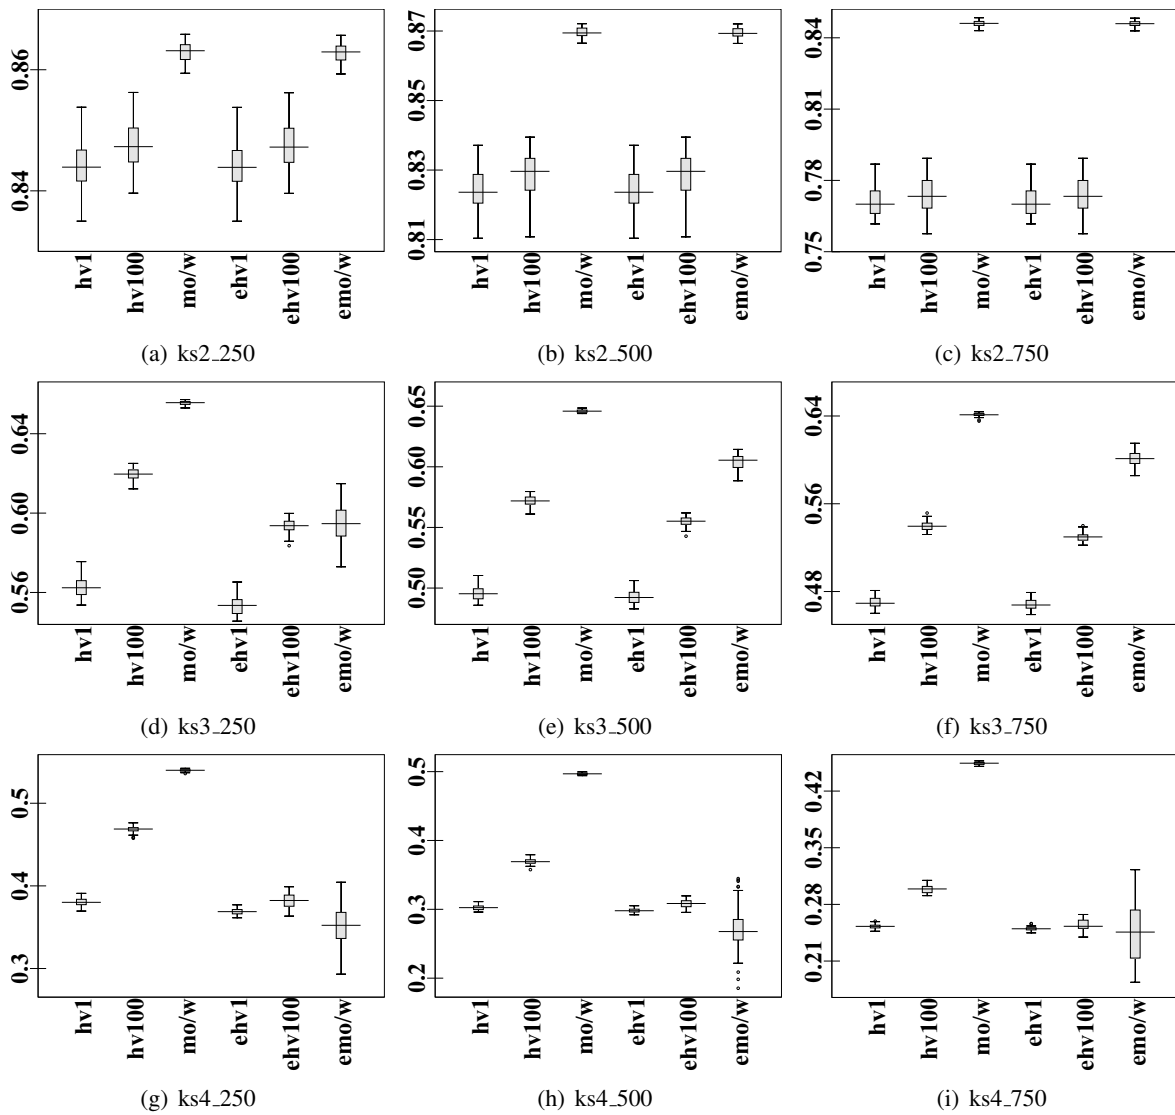 0.86
0.84
hv1
hv100
mo/w
ehv1
ehv100
emo/w
(a) ks2_250
0.87
0.85
0.83
0.81
hv1
hv100
mo/w
ehv1
ehv100
emo/w
(b) ks2_500
0.84
0.81
0.78
0.75
hv1
hv100
mo/w
ehv1
ehv100
emo/w
(c) ks2_750
0.64
0.60
0.56
hv1
hv100
mo/w
ehv1
ehv100
emo/w
(d) ks3_250
0.65
0.60
0.55
0.50
hv1
hv100
mo/w
ehv1
ehv100
emo/w
(e) ks3_500
0.64
0.56
0.48
hv1
hv100
mo/w
ehv1
ehv100
emo/w
(f) ks3_750
0.5
0.4
0.3
hv1
hv100
mo/w
ehv1
ehv100
emo/w
(g) ks4_250
0.5
0.4
0.3
0.2
hv1
hv100
mo/w
ehv1
ehv100
emo/w
(h) ks4_500
0.42
0.35
0.28
0.21
hv1
hv100
mo/w
ehv1
ehv100
emo/w
(i) ks4_750